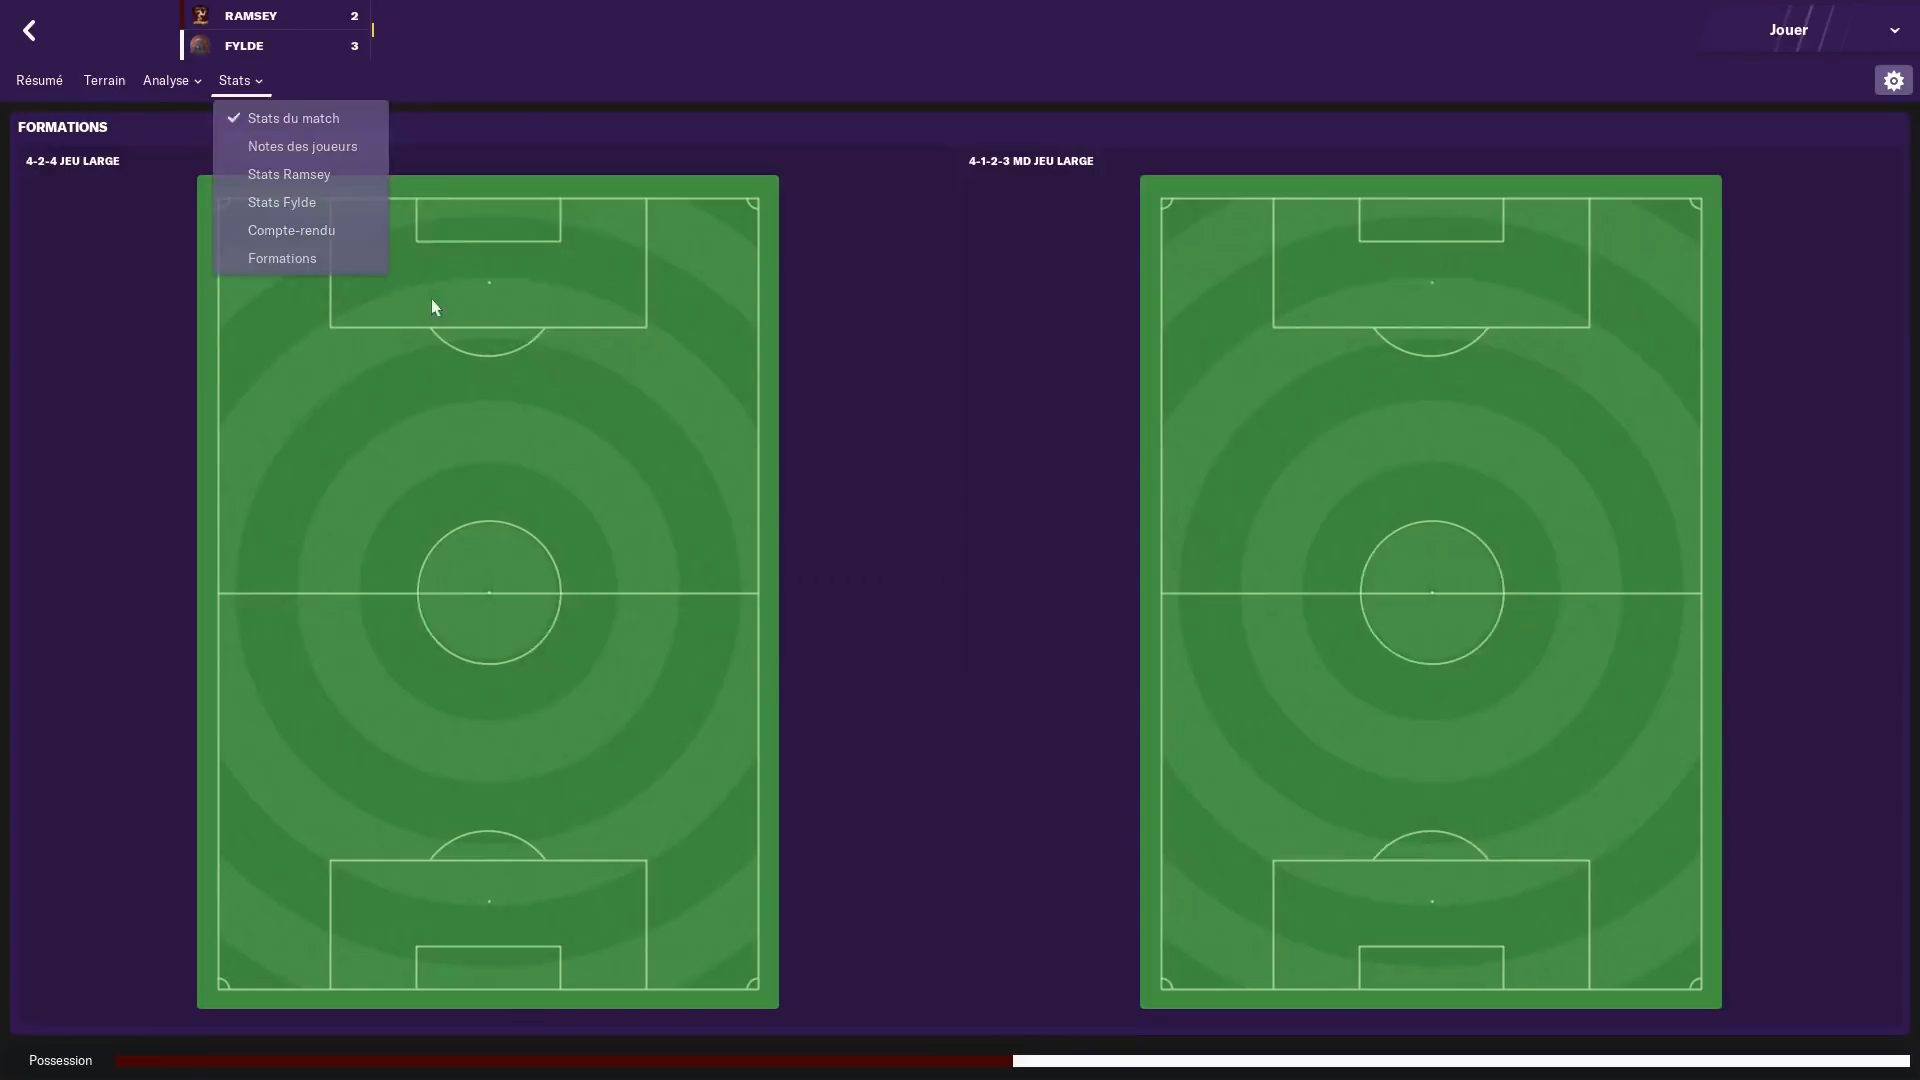 RAMSEY 2
FYLDE 3
Jouer
Résumé Terrain Analyse Stats
Stats du match
Notes des joueurs
Stats Ramsey
Stats Fylde
Compte-rendu
Formations
FORMATIONS
4-2-4 JEU LARGE
4-1-2-3 MD JEU LARGE
Possession